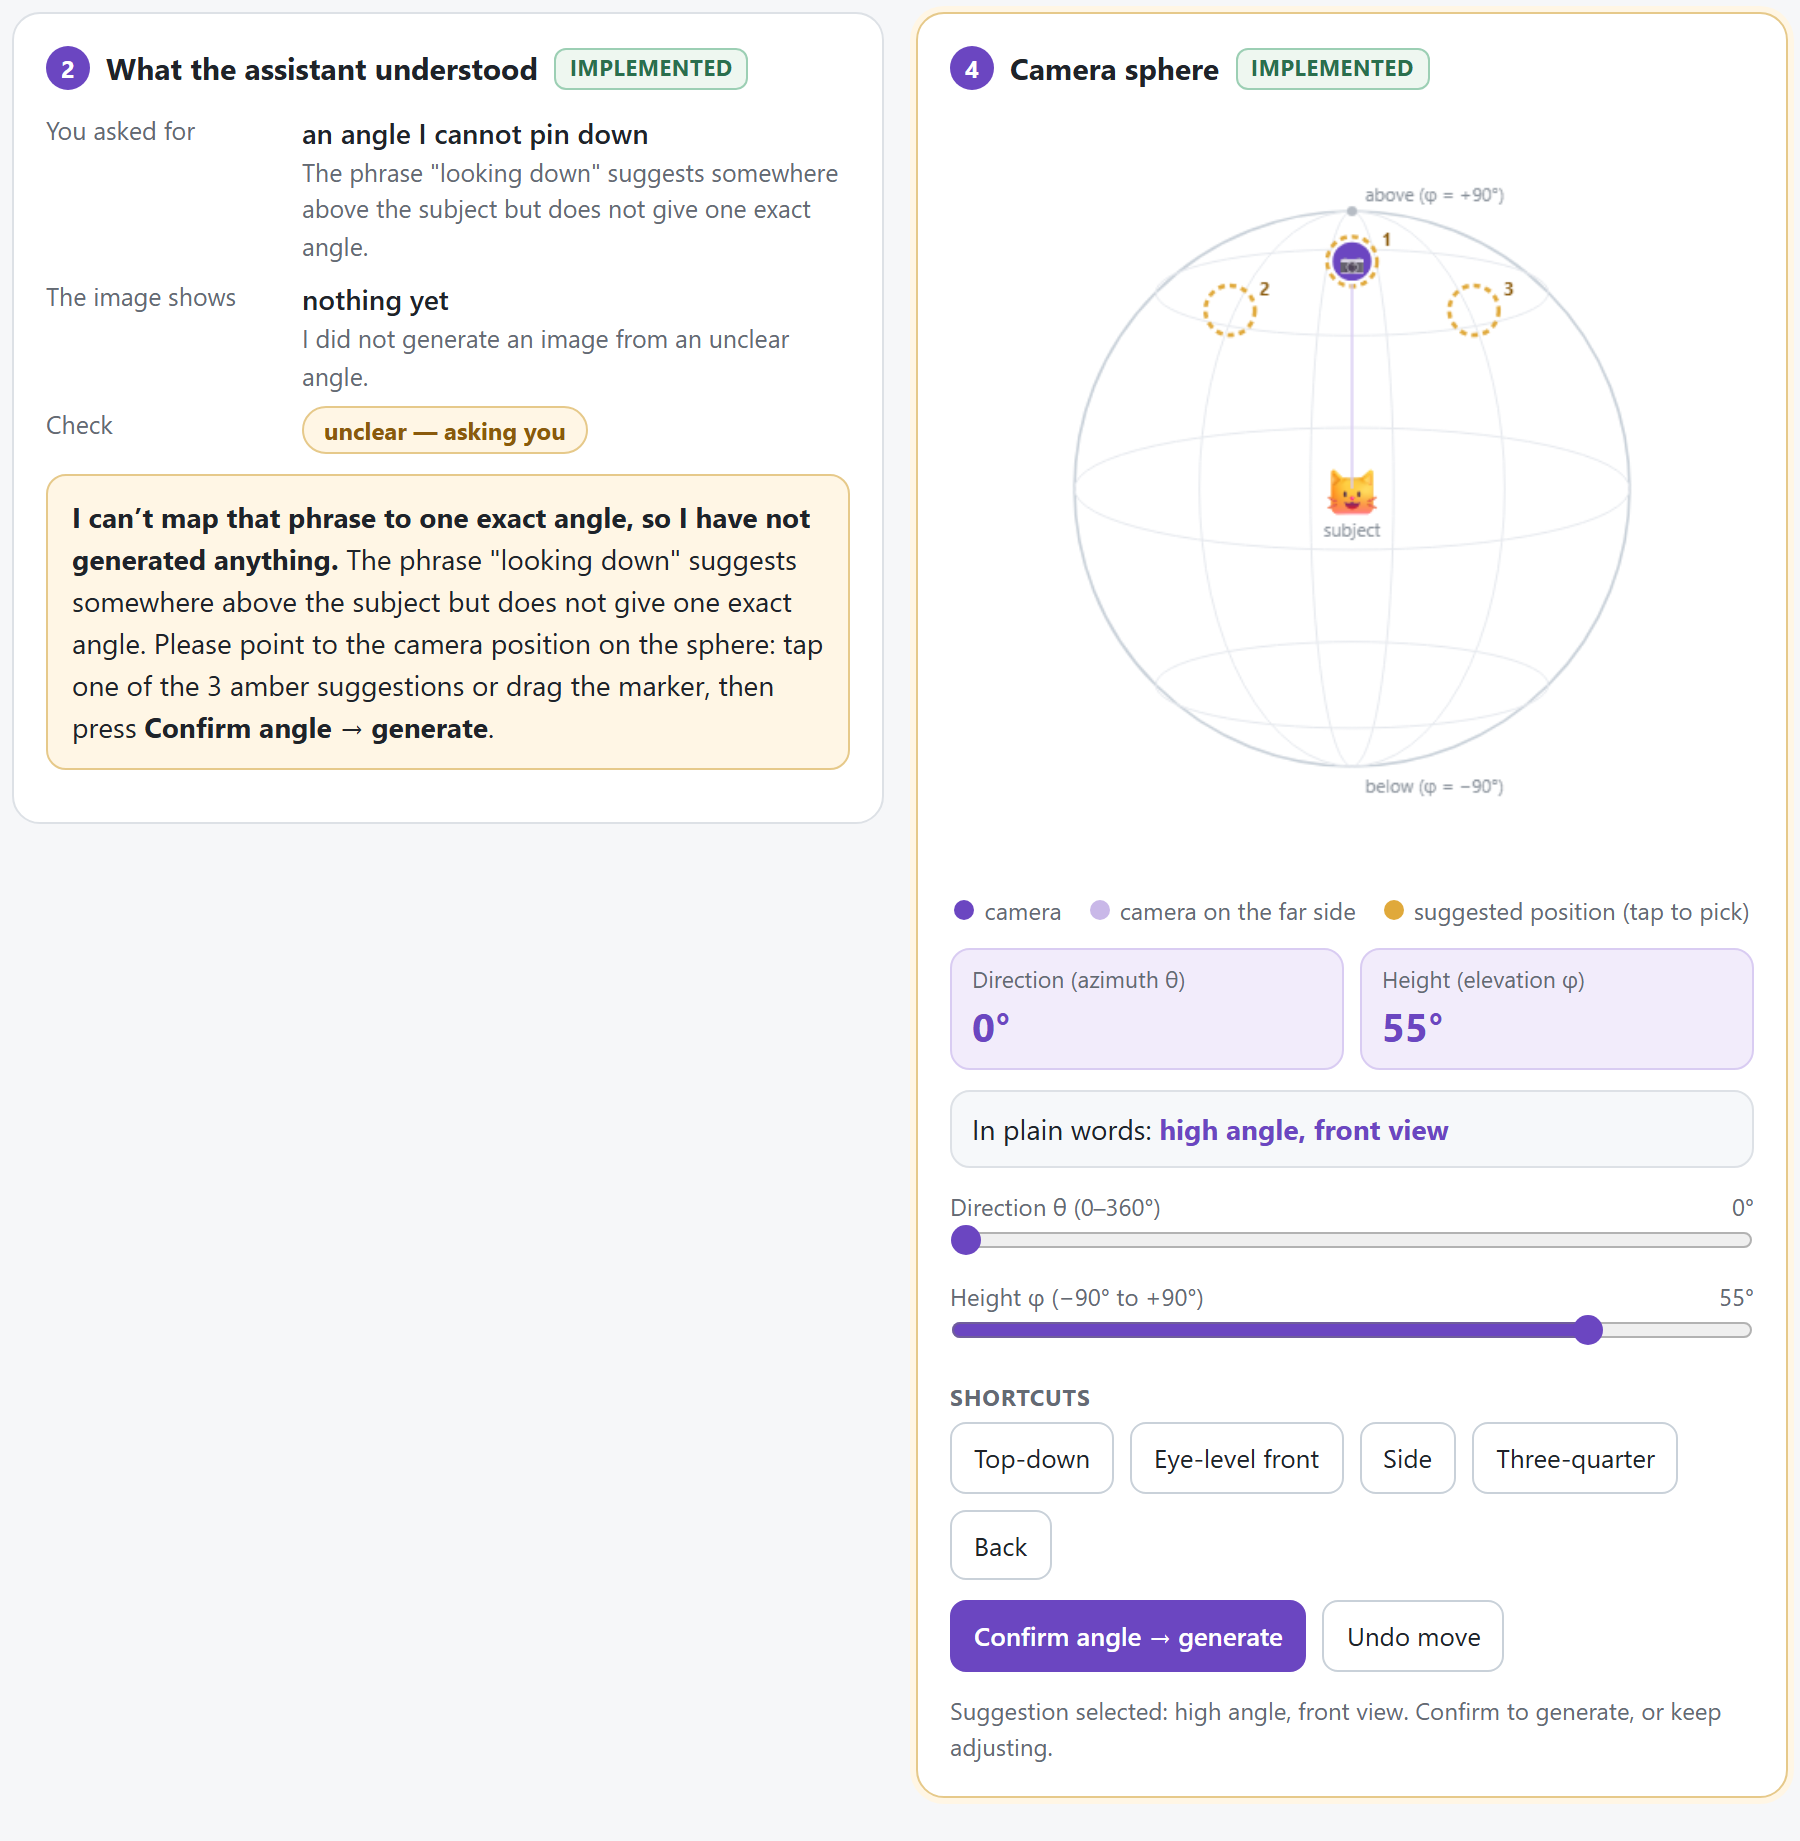 2 What the assistant understood IMPLEMENTED
You asked for
an angle I cannot pin down
The phrase "looking down" suggests somewhere
above the subject but does not give one exact
angle.
The image shows
nothing yet
I did not generate an image from an unclear
angle.
Check
unclear — asking you
I can’t map that phrase to one exact angle, so I have not
generated anything. The phrase "looking down" suggests
somewhere above the subject but does not give one exact
angle. Please point to the camera position on the sphere: tap
one of the 3 amber suggestions or drag the marker, then
press Confirm angle → generate.
4 Camera sphere IMPLEMENTED
above (φ = +90°)
1
2
3
subject
below (φ = −90°)
camera camera on the far side suggested position (tap to pick)
Direction (azimuth θ)
0°
Height (elevation φ)
55°
In plain words: high angle, front view
Direction θ (0–360°) 0°
Height φ (−90° to +90°) 55°
SHORTCUTS
Top-down Eye-level front Side Three-quarter
Back
Confirm angle → generate Undo move
Suggestion selected: high angle, front view. Confirm to generate, or keep
adjusting.